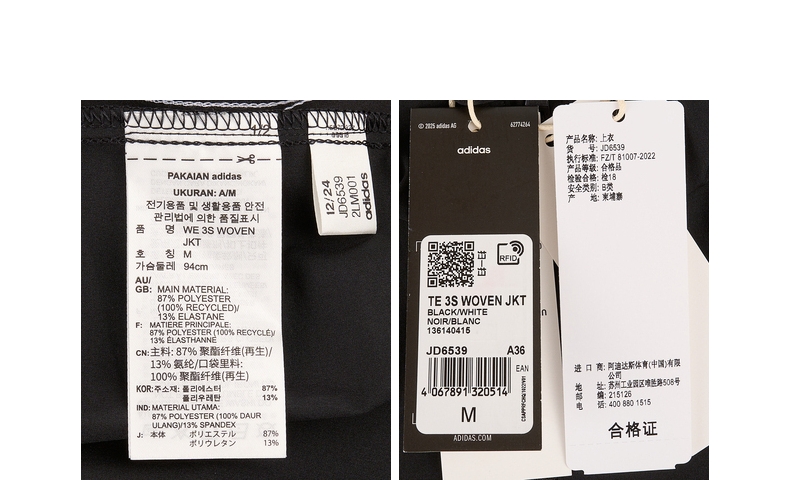 PAKAIAN adidas
UKURAN: A/M
전기용품 및 생활용품 안전
관리법에 의한 품질표시
품 명 WE 3S WOVEN
JKT
호 칭 M
가슴둘레 94cm
AU/
GB: MAIN MATERIAL:
87% POLYESTER
(100% RECYCLED)/
13% ELASTANE
F: MATIERE PRINCIPALE:
87% POLYESTER (100% RECYCLÉ)/
13% ÉLASTHANNE
CN: 主料: 87% 聚酯纤维(再生)/
13% 氨纶/口袋里料:
100% 聚酯纤维(再生)
KOR: 주소재: 폴리에스터 87%
폴리우레탄 13%
IND: MATERIAL UTAMA:
87% POLYESTER (100% DAUR
ULANG)/13% SPANDEX
J: 本体 ポリエステル 87%
ポリウレタン 13%
12/24
JD6539
2LM001
adidas
© 2025 adidas AG 62774264
adidas
RFID
TE 3S WOVEN JKT
BLACK/WHITE
NOIR/BLANC
136140415
JD6539 A36
EAN
4 067891 320514
M
ADIDAS.COM
产品名称: 上衣
货 号: JD6539
执行标准: FZ/T 81007-2022
产品等级: 合格品
检验合格: 检18
安全类别: B类
产 地: 柬埔寨
进 口 商: 阿迪达斯体育(中国)有限
公司
地 址: 苏州工业园区唯胜路508号
邮 编: 215126
电 话: 400 880 1515
合格证